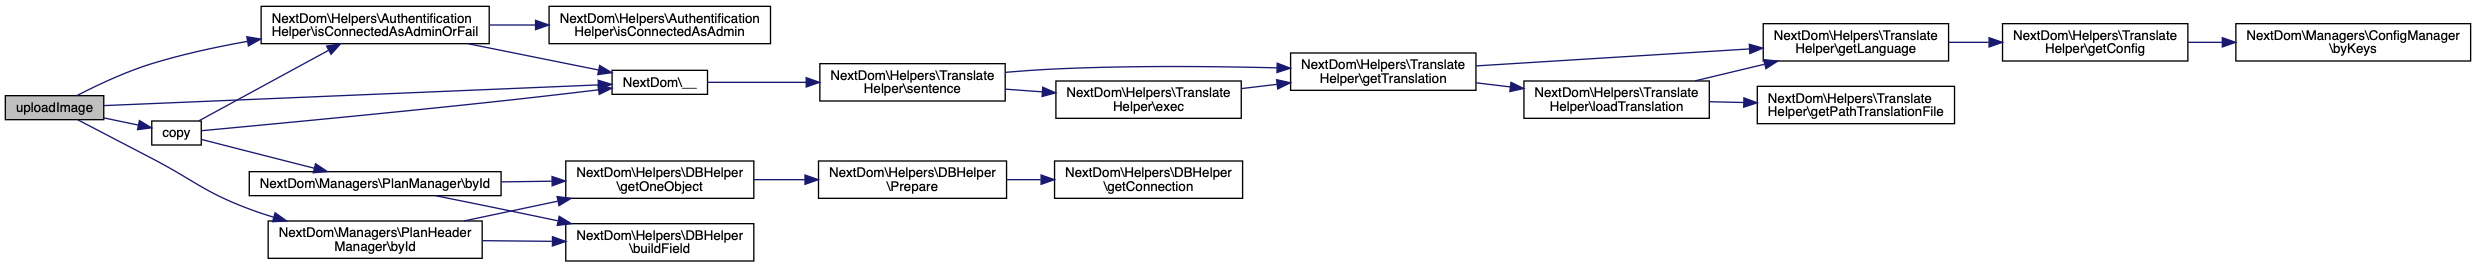 uploadImage
NextDom\Helpers\Authentification
Helper\isConnectedAsAdminOrFail
copy
NextDom\Managers\PlanManager\byId
NextDom\Managers\PlanHeader
Manager\byId
NextDom\Helpers\Authentification
Helper\isConnectedAsAdmin
NextDom\__
NextDom\Helpers\DBHelper
\getOneObject
NextDom\Helpers\DBHelper
\buildField
NextDom\Helpers\Translate
Helper\sentence
NextDom\Helpers\DBHelper
\Prepare
NextDom\Helpers\Translate
Helper\exec
NextDom\Helpers\DBHelper
\getConnection
NextDom\Helpers\Translate
Helper\getTranslation
NextDom\Helpers\Translate
Helper\loadTranslation
NextDom\Helpers\Translate
Helper\getLanguage
NextDom\Helpers\Translate
Helper\getPathTranslationFile
NextDom\Helpers\Translate
Helper\getConfig
NextDom\Managers\ConfigManager
\byKeys